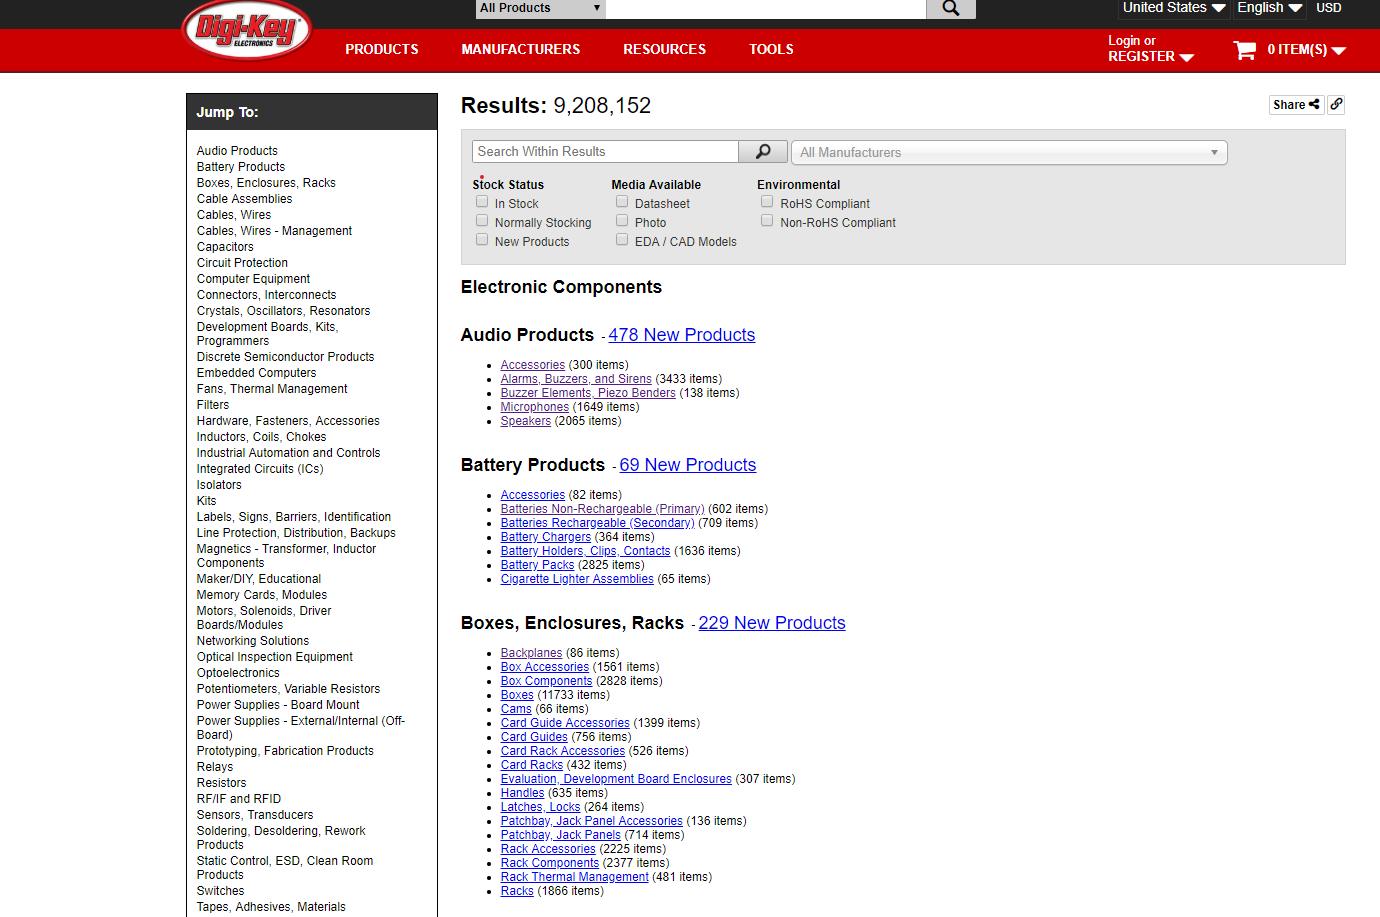 All Products
United States
English
USD
Digi-Key
ELECTRONICS
PRODUCTS
MANUFACTURERS
RESOURCES
TOOLS
Login or
REGISTER
0 ITEM(S)
Jump To:
Audio Products
Battery Products
Boxes, Enclosures, Racks
Cable Assemblies
Cables, Wires
Cables, Wires - Management
Capacitors
Circuit Protection
Computer Equipment
Connectors, Interconnects
Crystals, Oscillators, Resonators
Development Boards, Kits,
Programmers
Discrete Semiconductor Products
Embedded Computers
Fans, Thermal Management
Filters
Hardware, Fasteners, Accessories
Inductors, Coils, Chokes
Industrial Automation and Controls
Integrated Circuits (ICs)
Isolators
Kits
Labels, Signs, Barriers, Identification
Line Protection, Distribution, Backups
Magnetics - Transformer, Inductor
Components
Maker/DIY, Educational
Memory Cards, Modules
Motors, Solenoids, Driver
Boards/Modules
Networking Solutions
Optical Inspection Equipment
Optoelectronics
Potentiometers, Variable Resistors
Power Supplies - Board Mount
Power Supplies - External/Internal (Off-
Board)
Prototyping, Fabrication Products
Relays
Resistors
RF/IF and RFID
Sensors, Transducers
Soldering, Desoldering, Rework
Products
Static Control, ESD, Clean Room
Products
Switches
Tapes, Adhesives, Materials
Results: 9,208,152
Share
Search Within Results
All Manufacturers
Stock Status
In Stock
Normally Stocking
New Products
Media Available
Datasheet
Photo
EDA / CAD Models
Environmental
RoHS Compliant
Non-RoHS Compliant
Electronic Components
Audio Products - 478 New Products
Accessories (300 items)
Alarms, Buzzers, and Sirens (3433 items)
Buzzer Elements, Piezo Benders (138 items)
Microphones (1649 items)
Speakers (2065 items)
Battery Products - 69 New Products
Accessories (82 items)
Batteries Non-Rechargeable (Primary) (602 items)
Batteries Rechargeable (Secondary) (709 items)
Battery Chargers (364 items)
Battery Holders, Clips, Contacts (1636 items)
Battery Packs (2825 items)
Cigarette Lighter Assemblies (65 items)
Boxes, Enclosures, Racks - 229 New Products
Backplanes (86 items)
Box Accessories (1561 items)
Box Components (2828 items)
Boxes (11733 items)
Cams (66 items)
Card Guide Accessories (1399 items)
Card Guides (756 items)
Card Rack Accessories (526 items)
Card Racks (432 items)
Evaluation, Development Board Enclosures (307 items)
Handles (635 items)
Latches, Locks (264 items)
Patchbay, Jack Panel Accessories (136 items)
Patchbay, Jack Panels (714 items)
Rack Accessories (2225 items)
Rack Components (2377 items)
Rack Thermal Management (481 items)
Racks (1866 items)